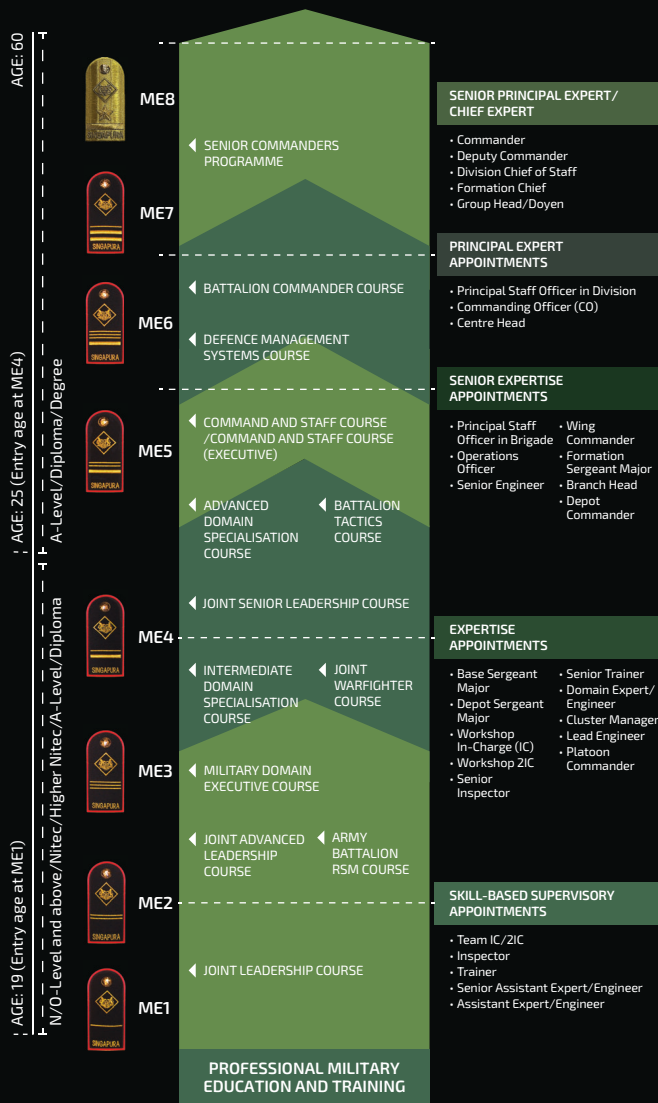 AGE: 60
AGE: 25 (Entry age at ME4)
A-Level/Diploma/Degree
AGE: 19 (Entry age at ME1)
N/O-Level and above/Nitec/Higher Nitec/A-Level/Diploma
ME8
SINGAPURA
ME7
SINGAPURA
ME6
SINGAPURA
ME5
SINGAPURA
ME4
SINGAPURA
ME3
SINGAPURA
ME2
SINGAPURA
ME1
SINGAPURA
SENIOR COMMANDERS
PROGRAMME
BATTALION COMMANDER COURSE
DEFENCE MANAGEMENT
SYSTEMS COURSE
COMMAND AND STAFF COURSE
/COMMAND AND STAFF COURSE
(EXECUTIVE)
ADVANCED
DOMAIN
SPECIALISATION
COURSE
BATTALION
TACTICS
COURSE
JOINT SENIOR LEADERSHIP COURSE
INTERMEDIATE
DOMAIN
SPECIALISATION
COURSE
JOINT
WARFIGHTER
COURSE
MILITARY DOMAIN
EXECUTIVE COURSE
JOINT ADVANCED
LEADERSHIP
COURSE
ARMY
BATTALION
RSM COURSE
JOINT LEADERSHIP COURSE
PROFESSIONAL MILITARY
EDUCATION AND TRAINING
SENIOR PRINCIPAL EXPERT/
CHIEF EXPERT
• Commander
• Deputy Commander
• Division Chief of Staff
• Formation Chief
• Group Head/Doyen
PRINCIPAL EXPERT
APPOINTMENTS
• Principal Staff Officer in Division
• Commanding Officer (CO)
• Centre Head
SENIOR EXPERTISE
APPOINTMENTS
• Principal Staff
Officer in Brigade
• Operations
Officer
• Senior Engineer
• Wing
Commander
• Formation
Sergeant Major
• Branch Head
• Depot
Commander
EXPERTISE
APPOINTMENTS
• Base Sergeant
Major
• Depot Sergeant
Major
• Workshop
In-Charge (IC)
• Workshop 2IC
• Senior
Inspector
• Senior Trainer
• Domain Expert/
Engineer
• Cluster Manager
• Lead Engineer
• Platoon
Commander
SKILL-BASED SUPERVISORY
APPOINTMENTS
• Team IC/2IC
• Inspector
• Trainer
• Senior Assistant Expert/Engineer
• Assistant Expert/Engineer